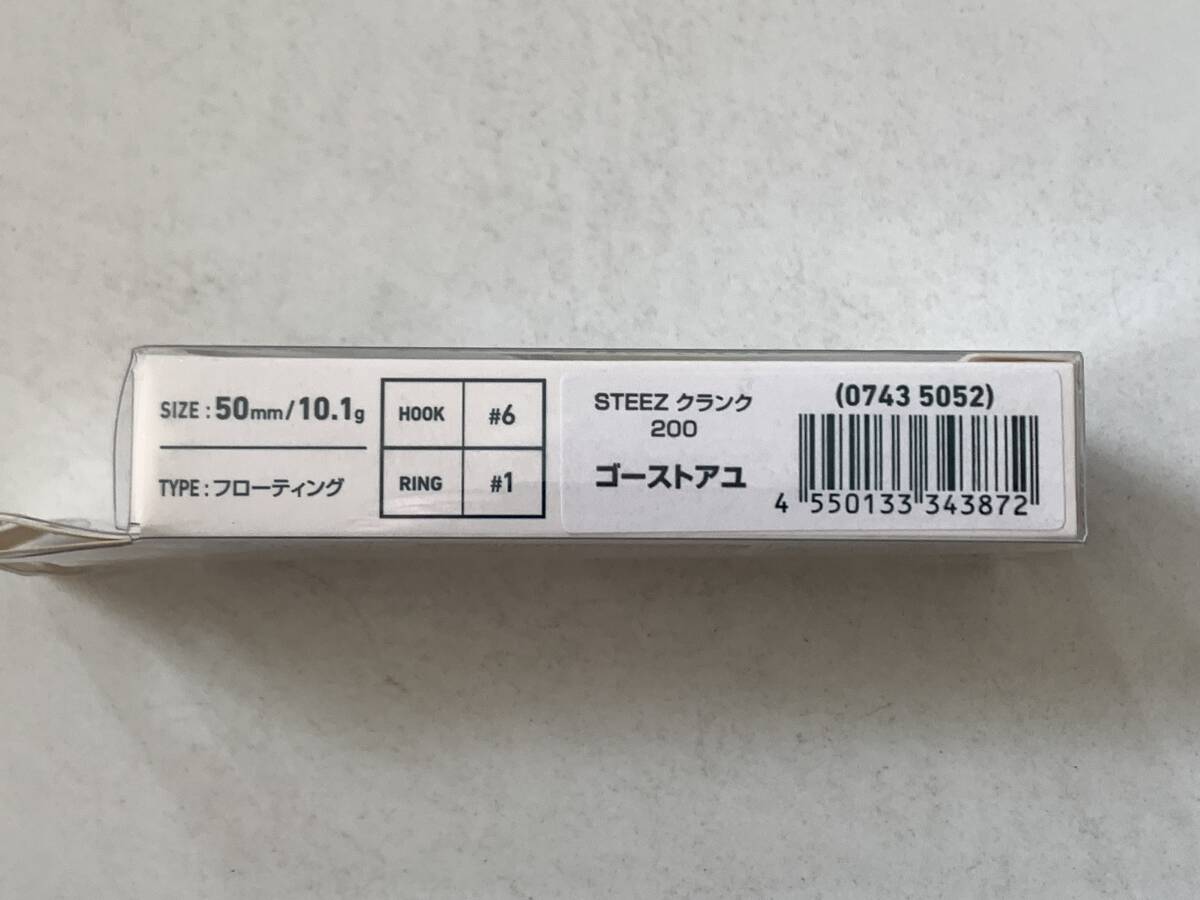 SIZE : 50mm/10.1g
TYPE : フローティング
HOOK #6
RING #1
STEEZ クランク
200
ゴーストアユ
(0743 5052)
4 550133 343872